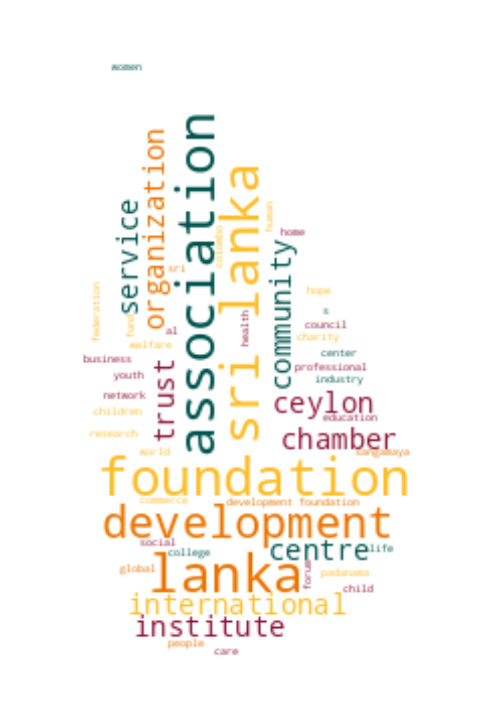 women
association
organization
sri lanka
service
human
home
community
colombo
sri
federation
hope
fund
al
health
s
council
welfare
charity
business
center
trust
professional
youth
industry
network
ceylon
children
education
research
chamber
world
sangamaya
foundation
commerce
development foundation
development
social
college
centre
life
global
lanka
forum
padanama
child
international
institute
people
care